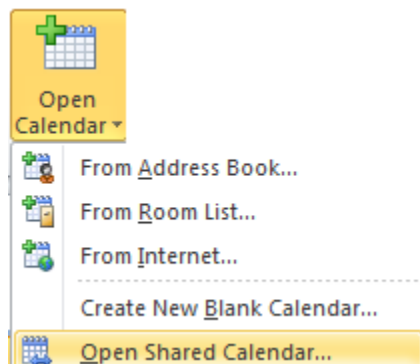 Open
Calendar
From Address Book...
From Room List...
From Internet...
Create New Blank Calendar...
Open Shared Calendar...